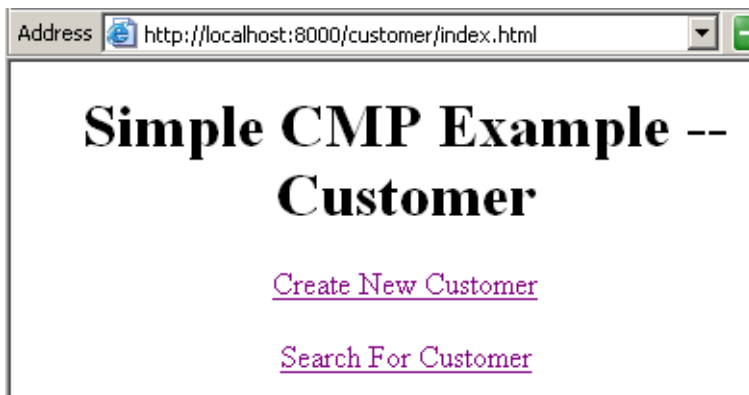 Address http://localhost:8000/customer/index.html
Simple CMP Example --
Customer
Create New Customer
Search For Customer